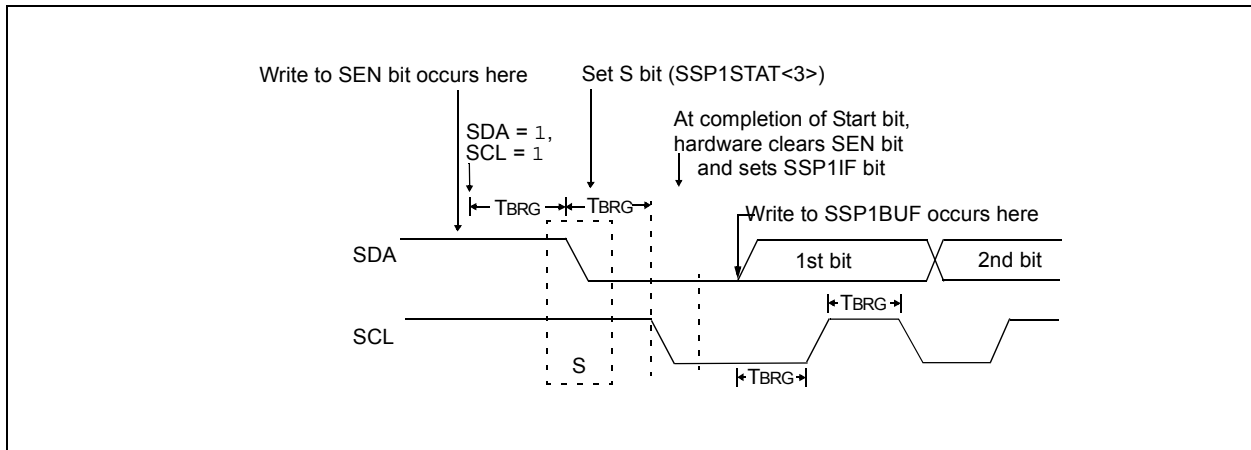 Write to SEN bit occurs here
Set S bit (SSP1STAT<3>)
SDA = 1,
SCL = 1
At completion of Start bit,
hardware clears SEN bit
and sets SSP1IF bit
TBRG
TBRG
Write to SSP1BUF occurs here
SDA
1st bit
2nd bit
TBRG
SCL
S
TBRG